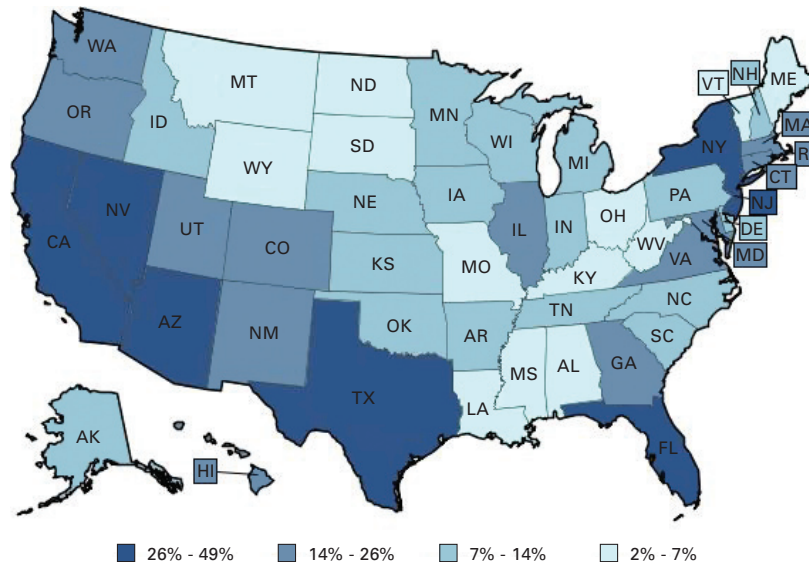 WA
MT
ND
OR
ID
SD
WY
MN
WI
MI
VT
NH
ME
MA
NY
CT
NJ
PA
DE
MD
NV
CA
UT
CO
NE
IA
KS
MO
IL
IN
OH
WV
VA
KY
NC
TN
SC
AZ
NM
OK
AR
MS
AL
GA
TX
LA
FL
AK
HI
26% - 49% 14% - 26% 7% - 14% 2% - 7%